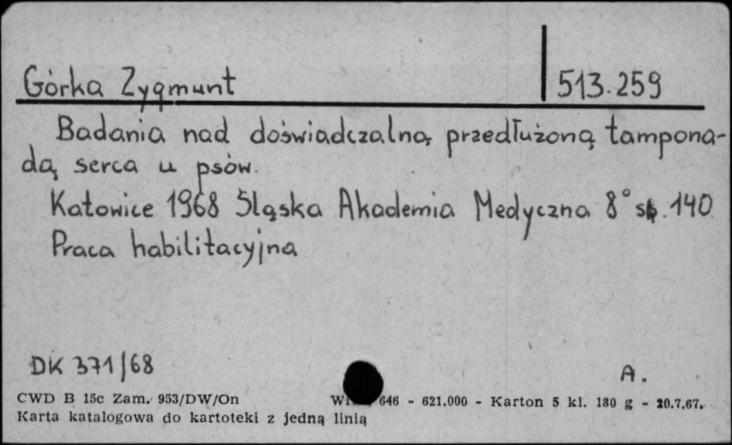 Górka Zygmunt 513.259
Badania nad doświadczalną, przedłużoną tampona-
dą serca u psów.
Katowice 1968 Śląska Akademia Medyczna 8° s. 140
Praca habilitacyjna
DK 371/68
A.
CWD B 15c Zam. 953/DW/On 646 - 621.000 - Karton 5 kl. 180 g - 20.7.67.
Karta katalogowa do kartoteki z jedną linią